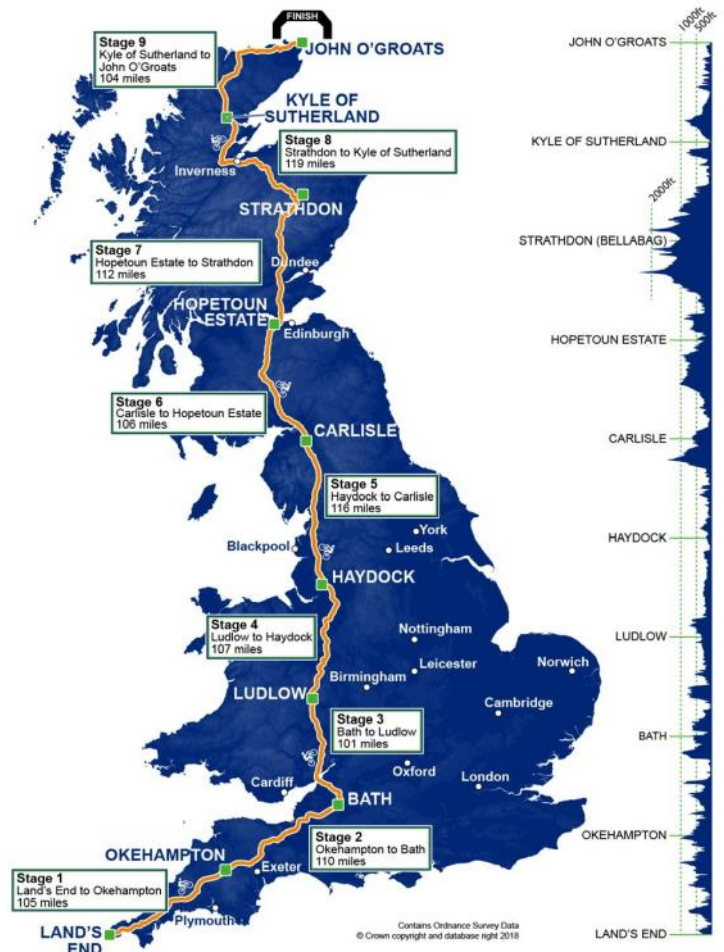 FINISH
JOHN O'GROATS
Stage 9
Kyle of Sutherland to
John O'Groats
104 miles
KYLE OF
SUTHERLAND
Stage 8
Strathdon to Kyle of Sutherland
119 miles
Inverness
STRATHDON
Stage 7
Hopetoun Estate to Strathdon
112 miles
Dundee
HOPETOUN
ESTATE
Edinburgh
Stage 6
Carlisle to Hopetoun Estate
106 miles
CARLISLE
Stage 5
Haydock to Carlisle
116 miles
York
Blackpool
Leeds
HAYDOCK
Stage 4
Ludlow to Haydock
107 miles
Nottingham
Leicester
Norwich
Birmingham
LUDLOW
Cambridge
Stage 3
Bath to Ludlow
101 miles
Oxford
Cardiff
London
BATH
Stage 2
Okehampton to Bath
110 miles
OKEHAMPTON
Exeter
Stage 1
Land's End to Okehampton
105 miles
Plymouth
LAND'S
END
Contains Ordnance Survey Data
© Crown copyright and database right 2018
1000ft
500ft
JOHN O'GROATS
KYLE OF SUTHERLAND
2000ft
STRATHDON (BELLABAG)
HOPETOUN ESTATE
CARLISLE
HAYDOCK
LUDLOW
BATH
OKEHAMPTON
LAND'S END